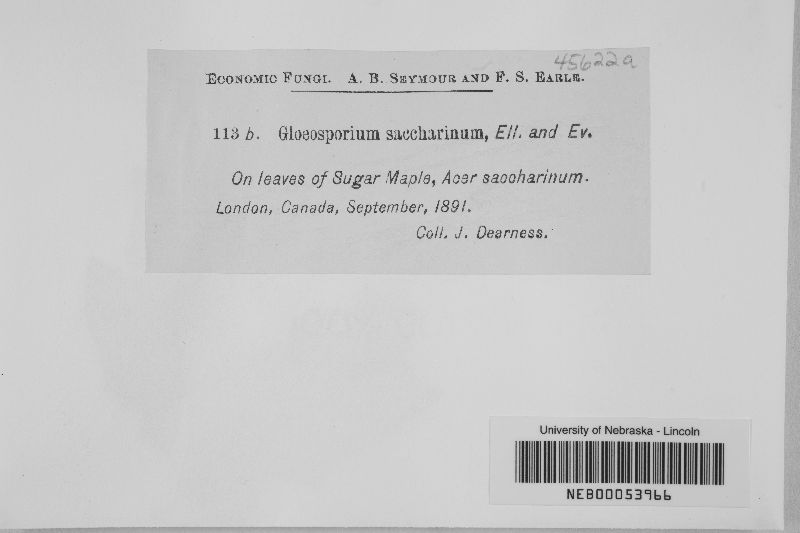 45622a
ECONOMIC FUNGI. A. B. SEYMOUR AND F. S. EARLE.
113 b. Gloeosporium saccharinum, Ell. and Ev.
On leaves of Sugar Maple, Acer saccharinum.
London, Canada, September, 1891.
Coll. J. Dearness.
University of Nebraska - Lincoln
NEB00053966